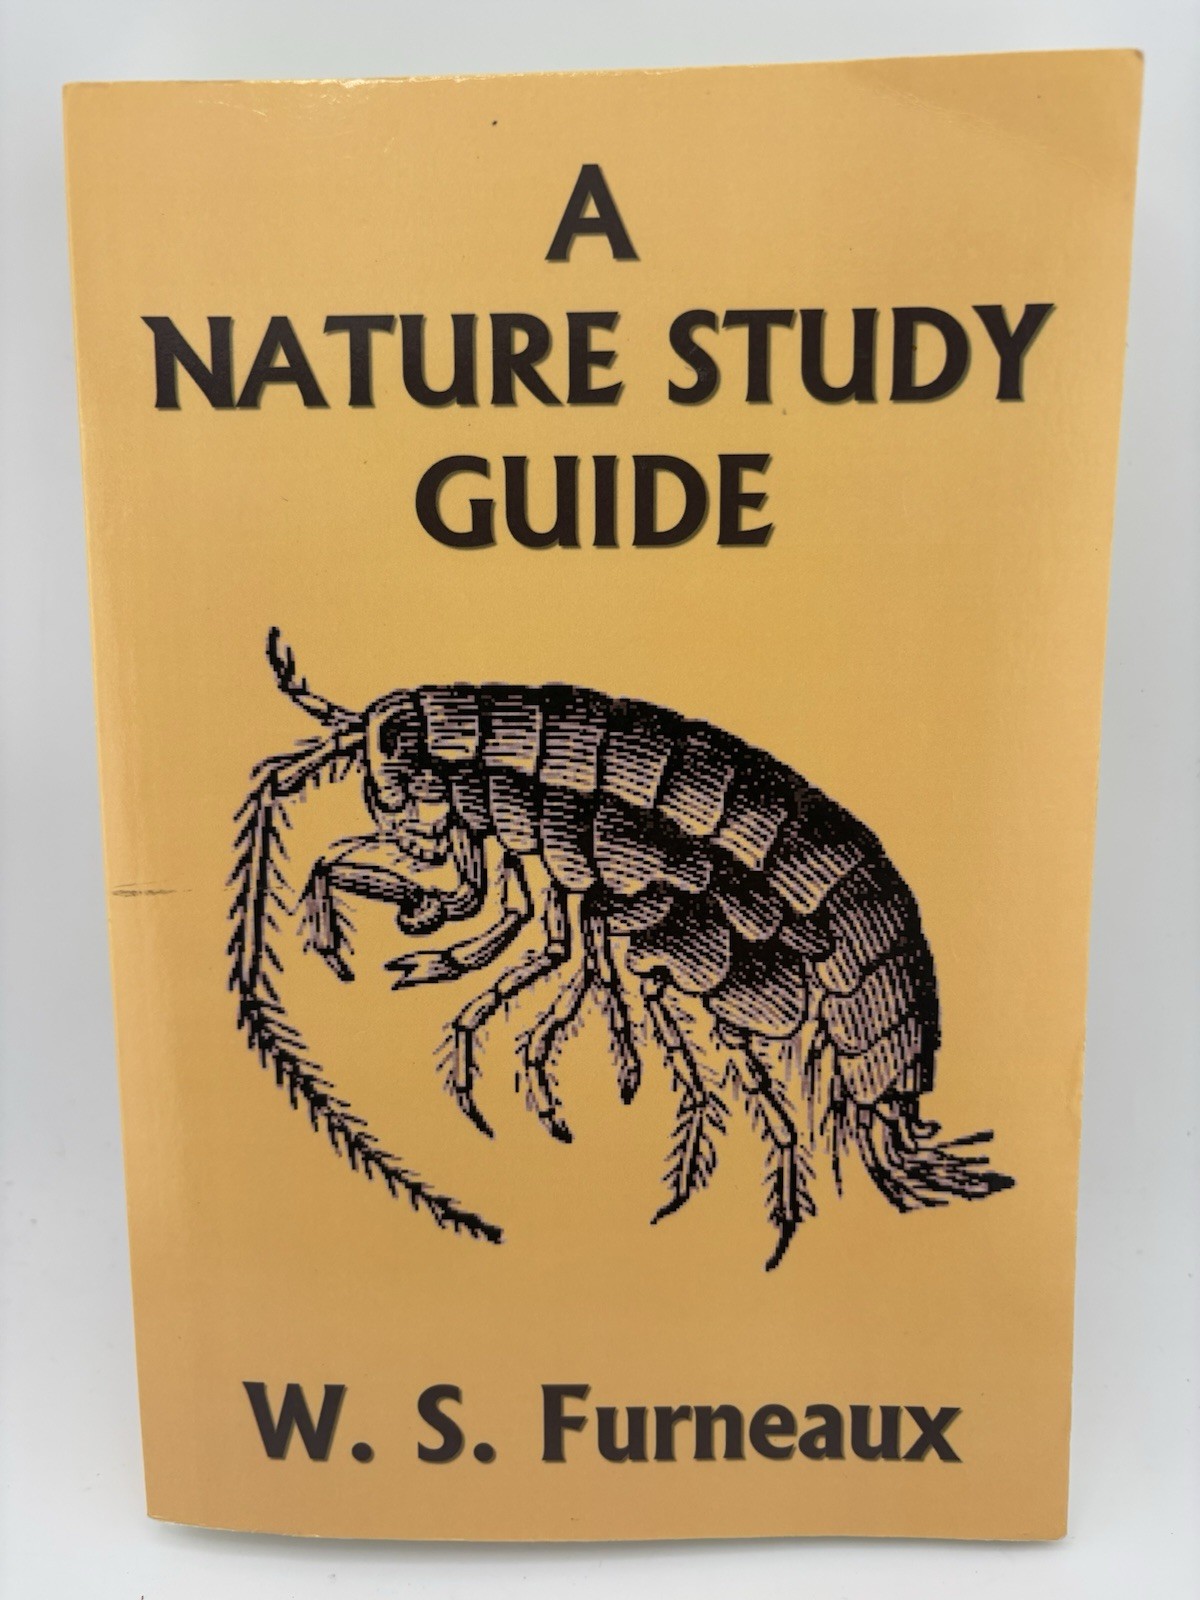 A
NATURE STUDY
GUIDE
W. S. Furneaux